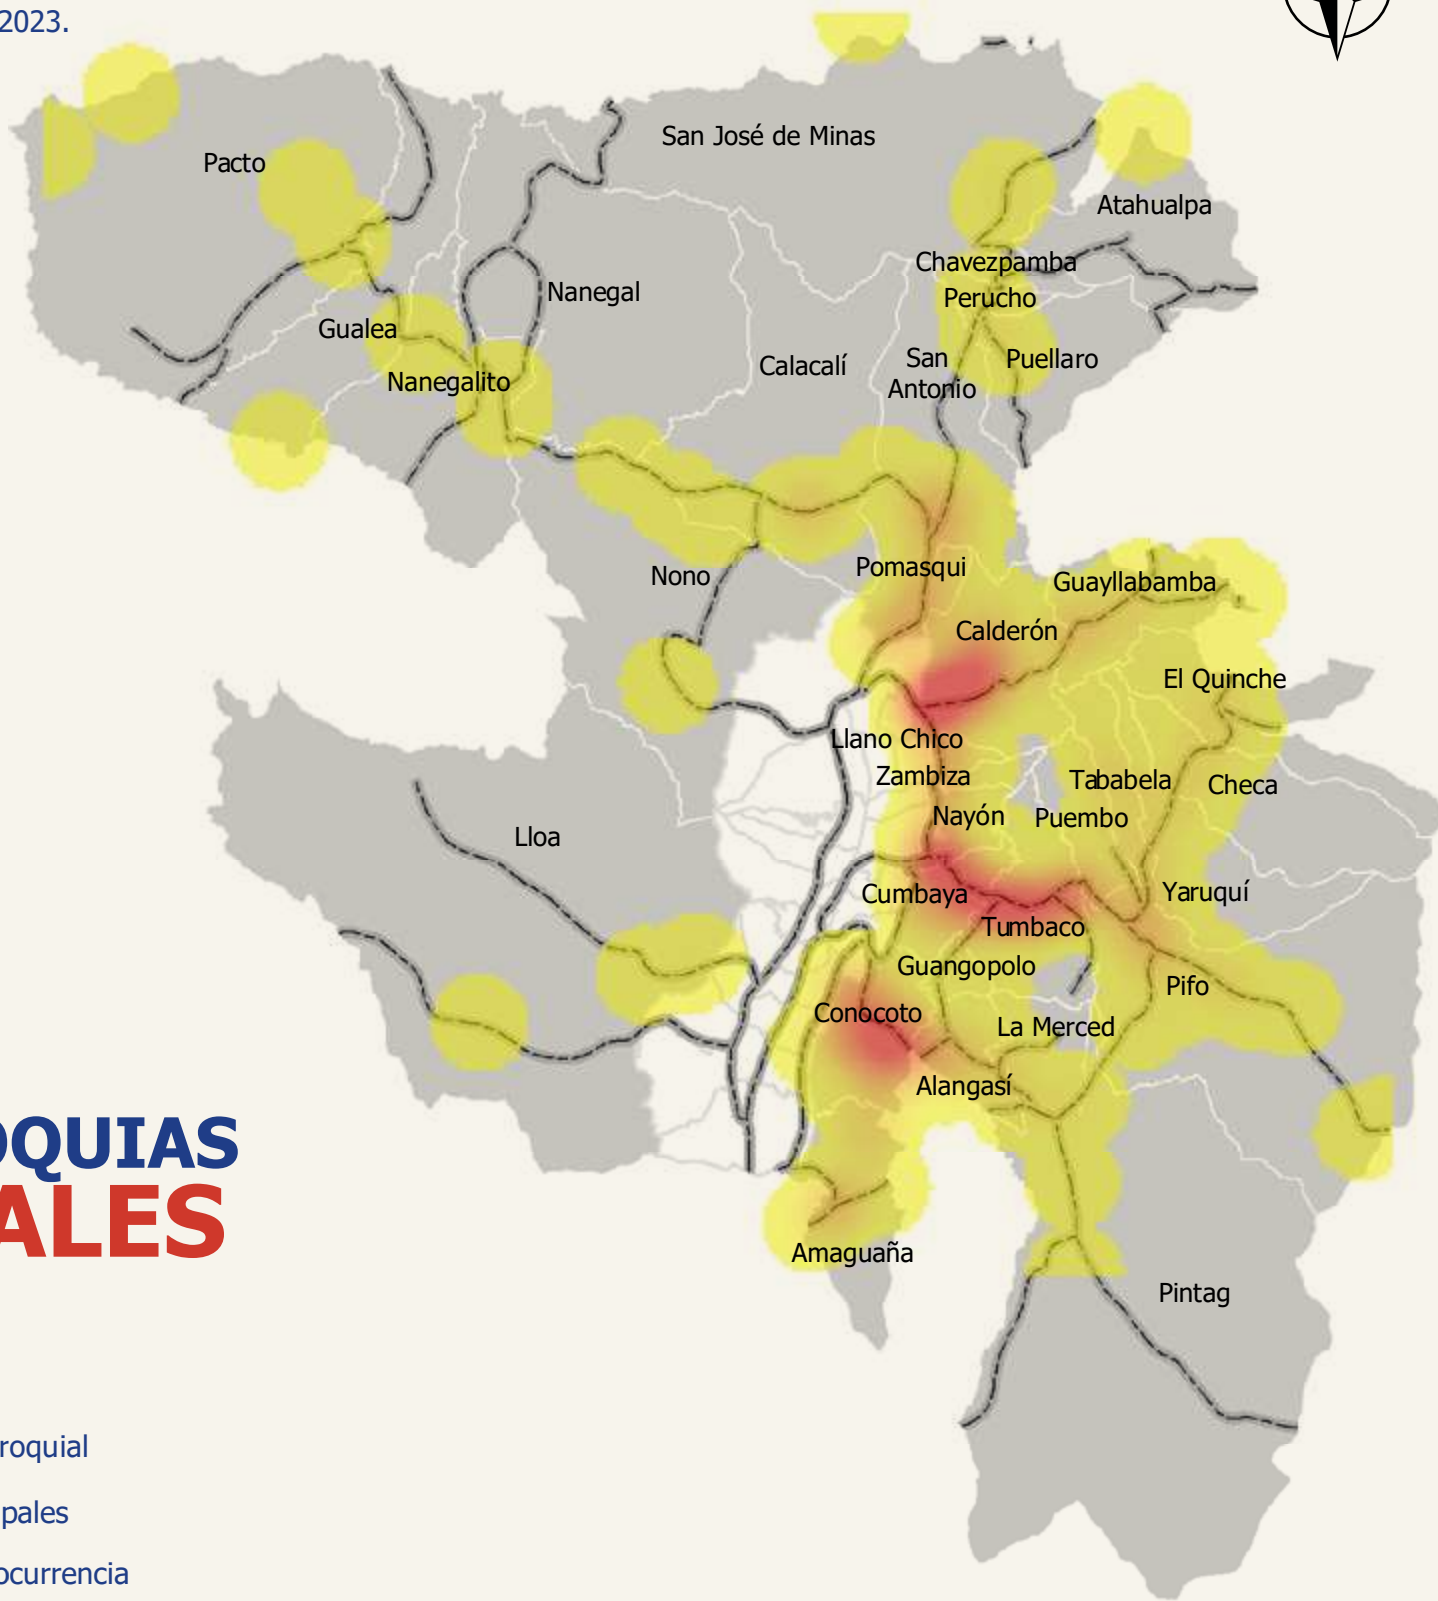 2023.
San José de Minas
Pacto
Atahualpa
Chavezpamba
Nanegal
Perucho
Gualea
San
Antonio
Puellaro
Calacalí
Nanegalito
Pomasqui
Nono
Guayllabamba
Calderón
El Quinche
Llano Chico
Zambiza
Tababela
Checa
Nayón
Puembo
Lloa
Cumbaya
Yaruquí
Tumbaco
Guangopolo
Pifo
Conocoto
La Merced
Alangasí
OQUIAS
ALES
Amaguaña
Pintag
roquial
pales
ocurrencia